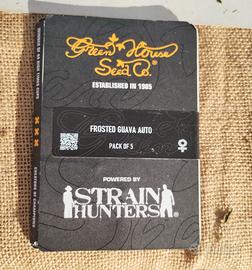 Green House
Seed Co.
ESTABLISHED IN 1985
FROSTED GUAVA AUTO
PACK OF 5
POWERED BY
STRAIN
HUNTERS®